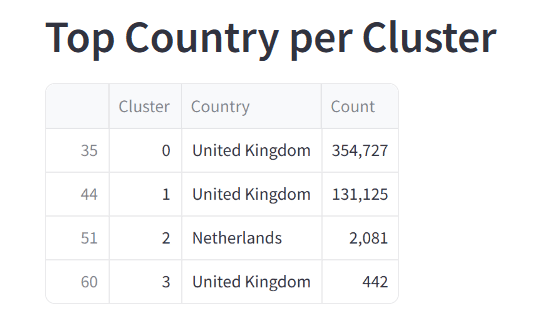 Top Country per Cluster
Cluster Country Count
35 0 United Kingdom 354,727
44 1 United Kingdom 131,125
51 2 Netherlands 2,081
60 3 United Kingdom 442